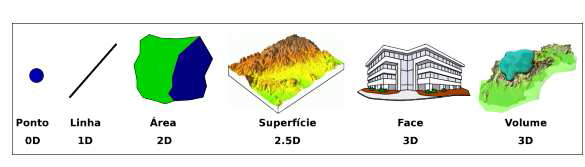 Ponto Linha Área Superfície Face Volume
0D 1D 2D 2.5D 3D 3D